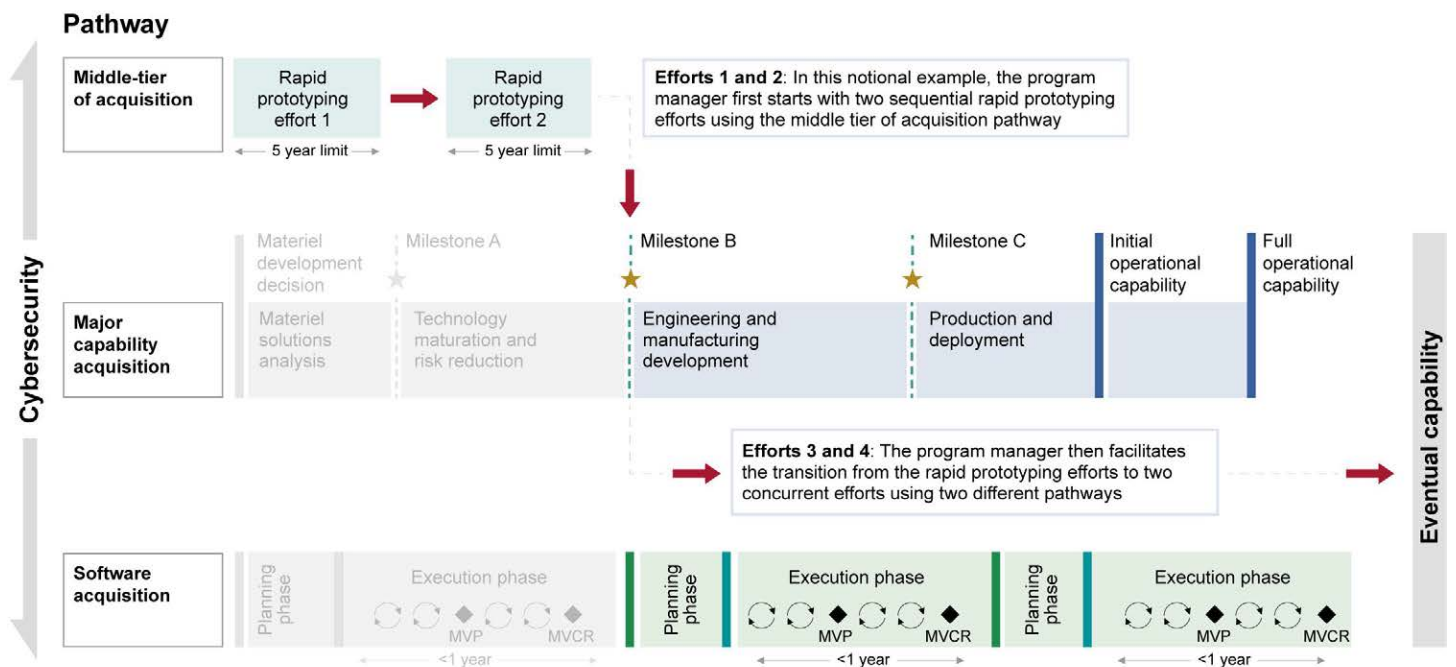 Pathway
Cybersecurity
Middle-tier
of acquisition
Rapid
prototyping
effort 1
5 year limit
Rapid
prototyping
effort 2
5 year limit
Efforts 1 and 2: In this notional example, the program
manager first starts with two sequential rapid prototyping
efforts using the middle tier of acquisition pathway
Major
capability
acquisition
Materiel
development
decision
Milestone A
Milestone B
Milestone C
Initial
operational
capability
Full
operational
capability
Materiel
solutions
analysis
Technology
maturation and
risk reduction
Engineering and
manufacturing
development
Production and
deployment
Efforts 3 and 4: The program manager then facilitates
the transition from the rapid prototyping efforts to two
concurrent efforts using two different pathways
Eventual capability
Software
acquisition
Planning
phase
Execution phase
MVP
MVCR
<1 year
Planning
phase
Execution phase
MVP
MVCR
<1 year
Planning
phase
Execution phase
MVP
MVCR
<1 year